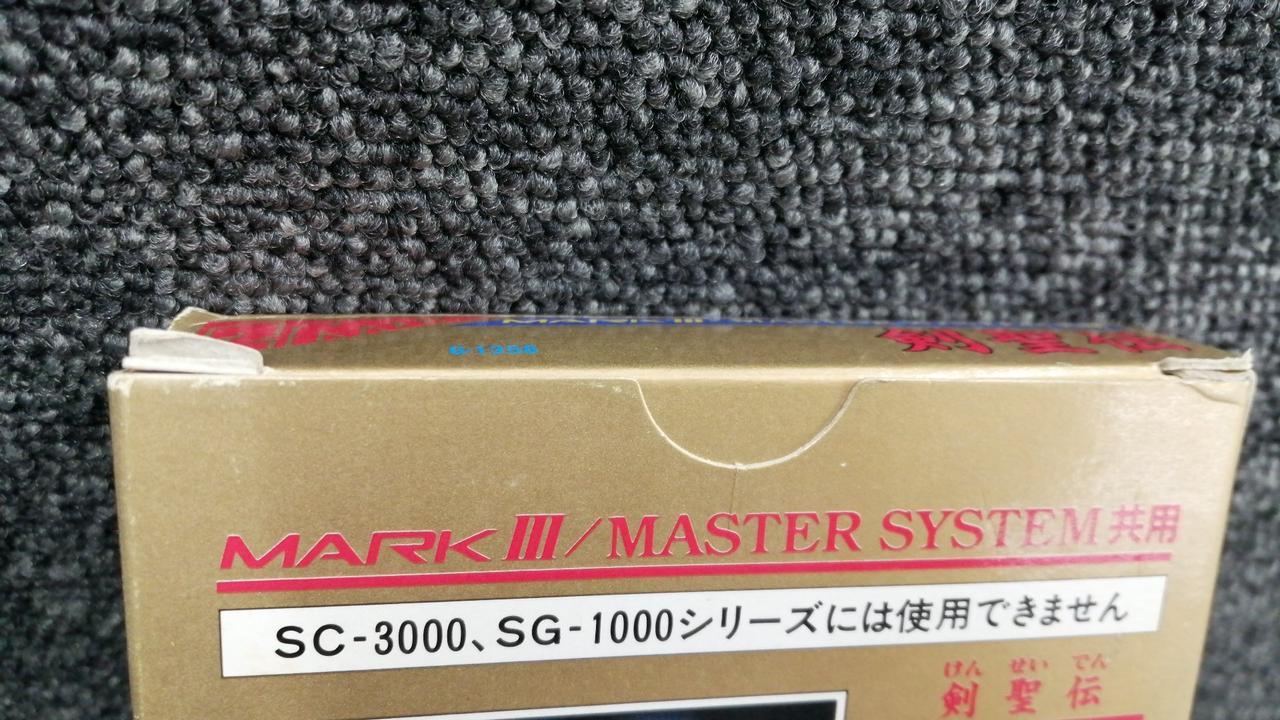 剣聖伝
MARK III/MASTER SYSTEM共用
SC-3000、SG-1000シリーズには使用できません
けん せい でん
剣 聖 伝